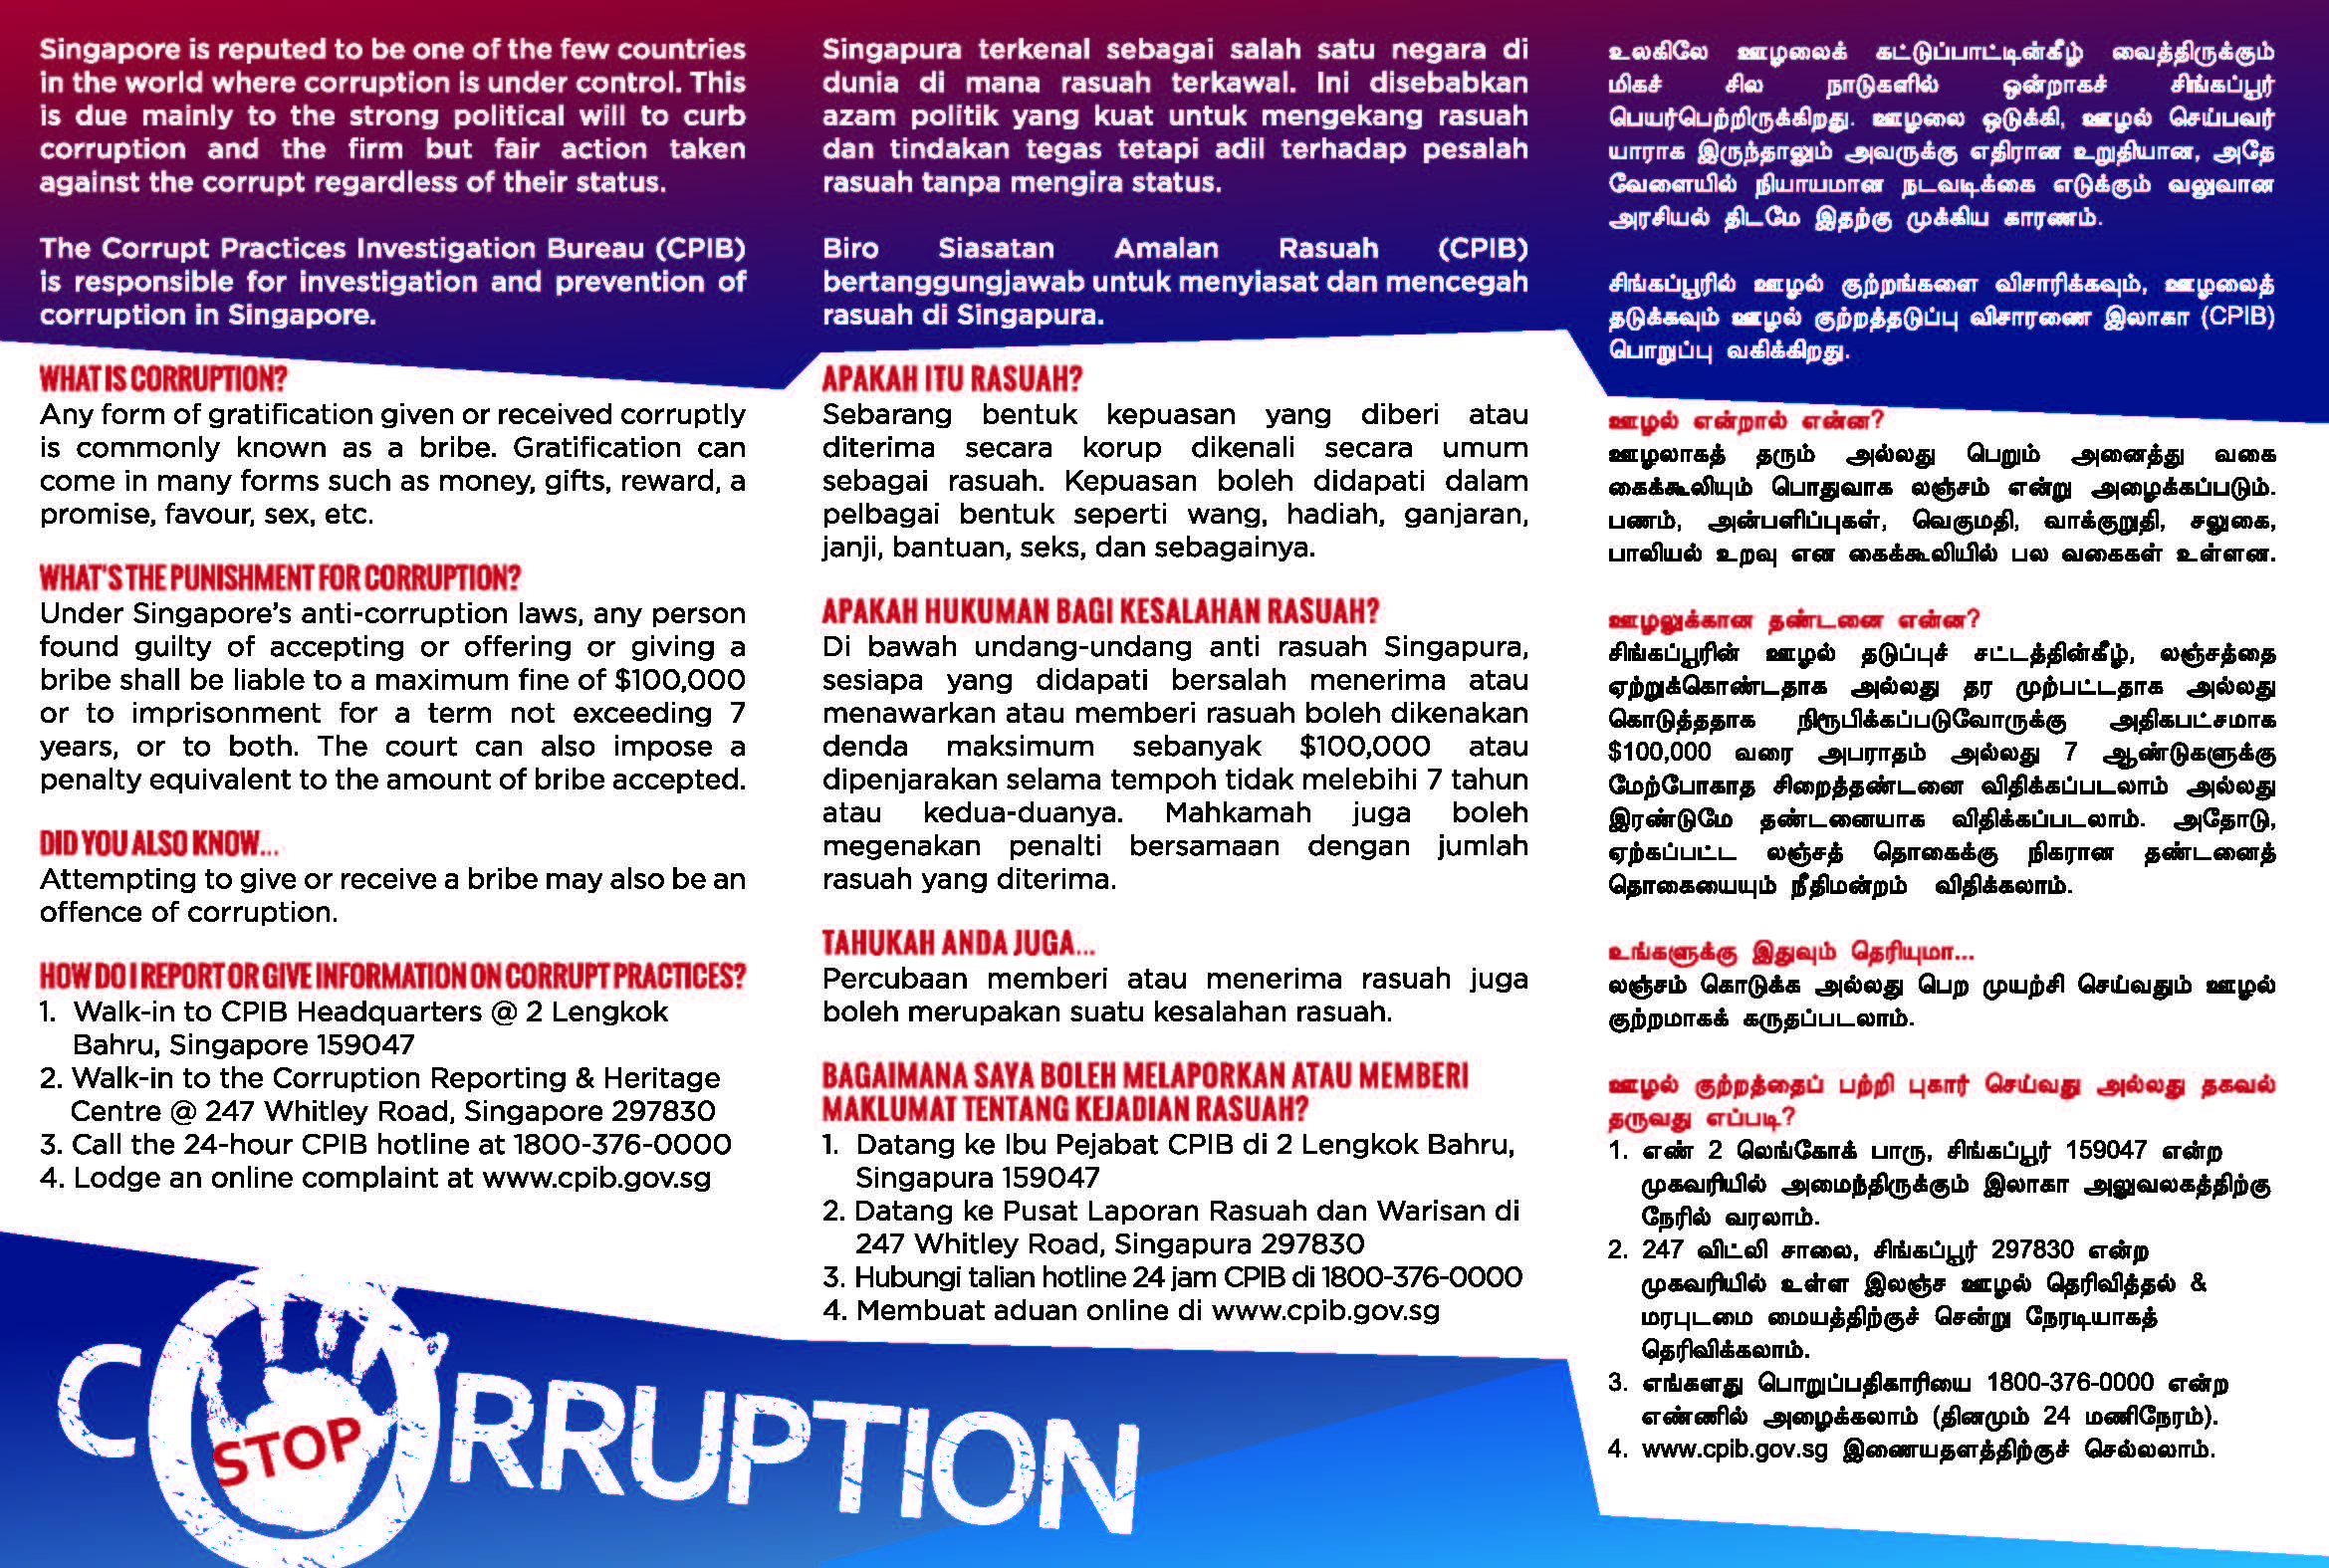 Singapore is reputed to be one of the few countries
in the world where corruption is under control. This
is due mainly to the strong political will to curb
corruption and the firm but fair action taken
against the corrupt regardless of their status.
The Corrupt Practices Investigation Bureau (CPIB)
is responsible for investigation and prevention of
corruption in Singapore.
WHAT IS CORRUPTION?
Any form of gratification given or received corruptly
is commonly known as a bribe. Gratification can
come in many forms such as money, gifts, reward, a
promise, favour, sex, etc.
WHAT'S THE PUNISHMENT FOR CORRUPTION?
Under Singapore's anti-corruption laws, any person
found guilty of accepting or offering or giving a
bribe shall be liable to a maximum fine of $100,000
or to imprisonment for a term not exceeding 7
years, or to both. The court can also impose a
penalty equivalent to the amount of bribe accepted.
DID YOU ALSO KNOW...
Attempting to give or receive a bribe may also be an
offence of corruption.
HOW DO I REPORT OR GIVE INFORMATION ON CORRUPT PRACTICES?
1. Walk-in to CPIB Headquarters @ 2 Lengkok
Bahru, Singapore 159047
2. Walk-in to the Corruption Reporting & Heritage
Centre @ 247 Whitley Road, Singapore 297830
3. Call the 24-hour CPIB hotline at 1800-376-0000
4. Lodge an online complaint at www.cpib.gov.sg
STOP
CORRUPTION
Singapura terkenal sebagai salah satu negara di
dunia di mana rasuah terkawal. Ini disebabkan
azam politik yang kuat untuk mengekang rasuah
dan tindakan tegas tetapi adil terhadap pesalah
rasuah tanpa mengira status.
Biro Siasatan Amalan Rasuah (CPIB)
bertanggungjawab untuk menyiasat dan mencegah
rasuah di Singapura.
APAKAH ITU RASUAH?
Sebarang bentuk kepuasan yang diberi atau
diterima secara korup dikenali secara umum
sebagai rasuah. Kepuasan boleh didapati dalam
pelbagai bentuk seperti wang, hadiah, ganjaran,
janji, bantuan, seks, dan sebagainya.
APAKAH HUKUMAN BAGI KESALAHAN RASUAH?
Di bawah undang-undang anti rasuah Singapura,
sesiapa yang didapati bersalah menerima atau
menawarkan atau memberi rasuah boleh dikenakan
denda maksimum sebanyak $100,000 atau
dipenjarakan selama tempoh tidak melebihi 7 tahun
atau kedua-duanya. Mahkamah juga boleh
megenakan penalti bersamaan dengan jumlah
rasuah yang diterima.
TAHUKAH ANDA JUGA...
Percubaan memberi atau menerima rasuah juga
boleh merupakan suatu kesalahan rasuah.
BAGAIMANA SAYA BOLEH MELAPORKAN ATAU MEMBERI
MAKLUMAT TENTANG KEJADIAN RASUAH?
1. Datang ke Ibu Pejabat CPIB di 2 Lengkok Bahru,
Singapura 159047
2. Datang ke Pusat Laporan Rasuah dan Warisan di
247 Whitley Road, Singapura 297830
3. Hubungi talian hotline 24 jam CPIB di 1800-376-0000
4. Membuat aduan online di www.cpib.gov.sg
உலகிலே ஊழலைக் கட்டுப்பாட்டின்கீழ் வைத்திருக்கும்
மிகச் சில நாடுகளில் ஒன்றாகச் சிங்கப்பூர்
பெயர்பெற்றிருக்கிறது. ஊழலை ஒடுக்கி, ஊழல் செய்பவர்
யாராக இருந்தாலும் அவருக்கு எதிரான உறுதியான, அதே
வேளையில் நியாயமான நடவடிக்கை எடுக்கும் வலுவான
அரசியல் திடமே இதற்கு முக்கிய காரணம்.
சிங்கப்பூரில் ஊழல் குற்றங்களை விசாரிக்கவும், ஊழலைத்
தடுக்கவும் ஊழல் குற்றத்தடுப்பு விசாரணை இலாகா (CPIB)
பொறுப்பு வகிக்கிறது.
ஊழல் என்றால் என்ன?
ஊழலாகத் தரும் அல்லது பெறும் அனைத்து வகை
கைக்கூலியும் பொதுவாக லஞ்சம் என்று அழைக்கப்படும்.
பணம், அன்பளிப்புகள், வெகுமதி, வாக்குறுதி, சலுகை,
பாலியல் உறவு என கைக்கூலியில் பல வகைகள் உள்ளன.
ஊழலுக்கான தண்டனை என்ன?
சிங்கப்பூரின் ஊழல் தடுப்புச் சட்டத்தின்கீழ், லஞ்சத்தை
ஏற்றுக்கொண்டதாக அல்லது தர முற்பட்டதாக அல்லது
கொடுத்ததாக நிரூபிக்கப்படுவோருக்கு அதிகபட்சமாக
$100,000 வரை அபராதம் அல்லது 7 ஆண்டுகளுக்கு
மேற்போகாத சிறைத்தண்டனை விதிக்கப்படலாம் அல்லது
இரண்டுமே தண்டனையாக விதிக்கப்படலாம். அதோடு,
ஏற்கப்பட்ட லஞ்சத் தொகைக்கு நிகரான தண்டனைத்
தொகையையும் நீதிமன்றம் விதிக்கலாம்.
உங்களுக்கு இதுவும் தெரியுமா...
லஞ்சம் கொடுக்க அல்லது பெற முயற்சி செய்வதும் ஊழல்
குற்றமாகக் கருதப்படலாம்.
ஊழல் குற்றத்தைப் பற்றி புகார் செய்வது அல்லது தகவல்
தருவது எப்படி?
1. எண் 2 லெங்கோக் பாரு, சிங்கப்பூர் 159047 என்ற
முகவரியில் அமைந்திருக்கும் இலாகா அலுவலகத்திற்கு
நேரில் வரலாம்.
2. 247 விட்லி சாலை, சிங்கப்பூர் 297830 என்ற
முகவரியில் உள்ள இலஞ்ச ஊழல் தெரிவித்தல் &
மரபுடமை மையத்திற்குச் சென்று நேரடியாகத்
தெரிவிக்கலாம்.
3. எங்களது பொறுப்பதிகாரியை 1800-376-0000 என்ற
எண்ணில் அழைக்கலாம் (தினமும் 24 மணிநேரம்).
4. www.cpib.gov.sg இணையதளத்திற்குச் செல்லலாம்.